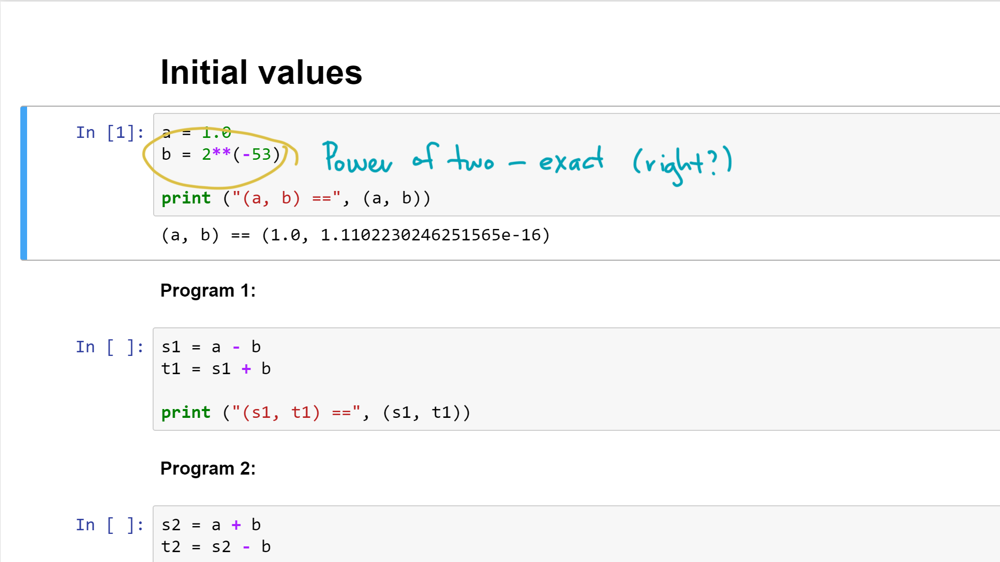 Initial values
In [1]: a = 1.0
b = 2**(-53) Power of two - exact (right?)
print ("(a, b) ==", (a, b))
(a, b) == (1.0, 1.1102230246251565e-16)
Program 1:
In [ ]: s1 = a - b
t1 = s1 + b
print ("(s1, t1) ==", (s1, t1))
Program 2:
In [ ]: s2 = a + b
t2 = s2 - b